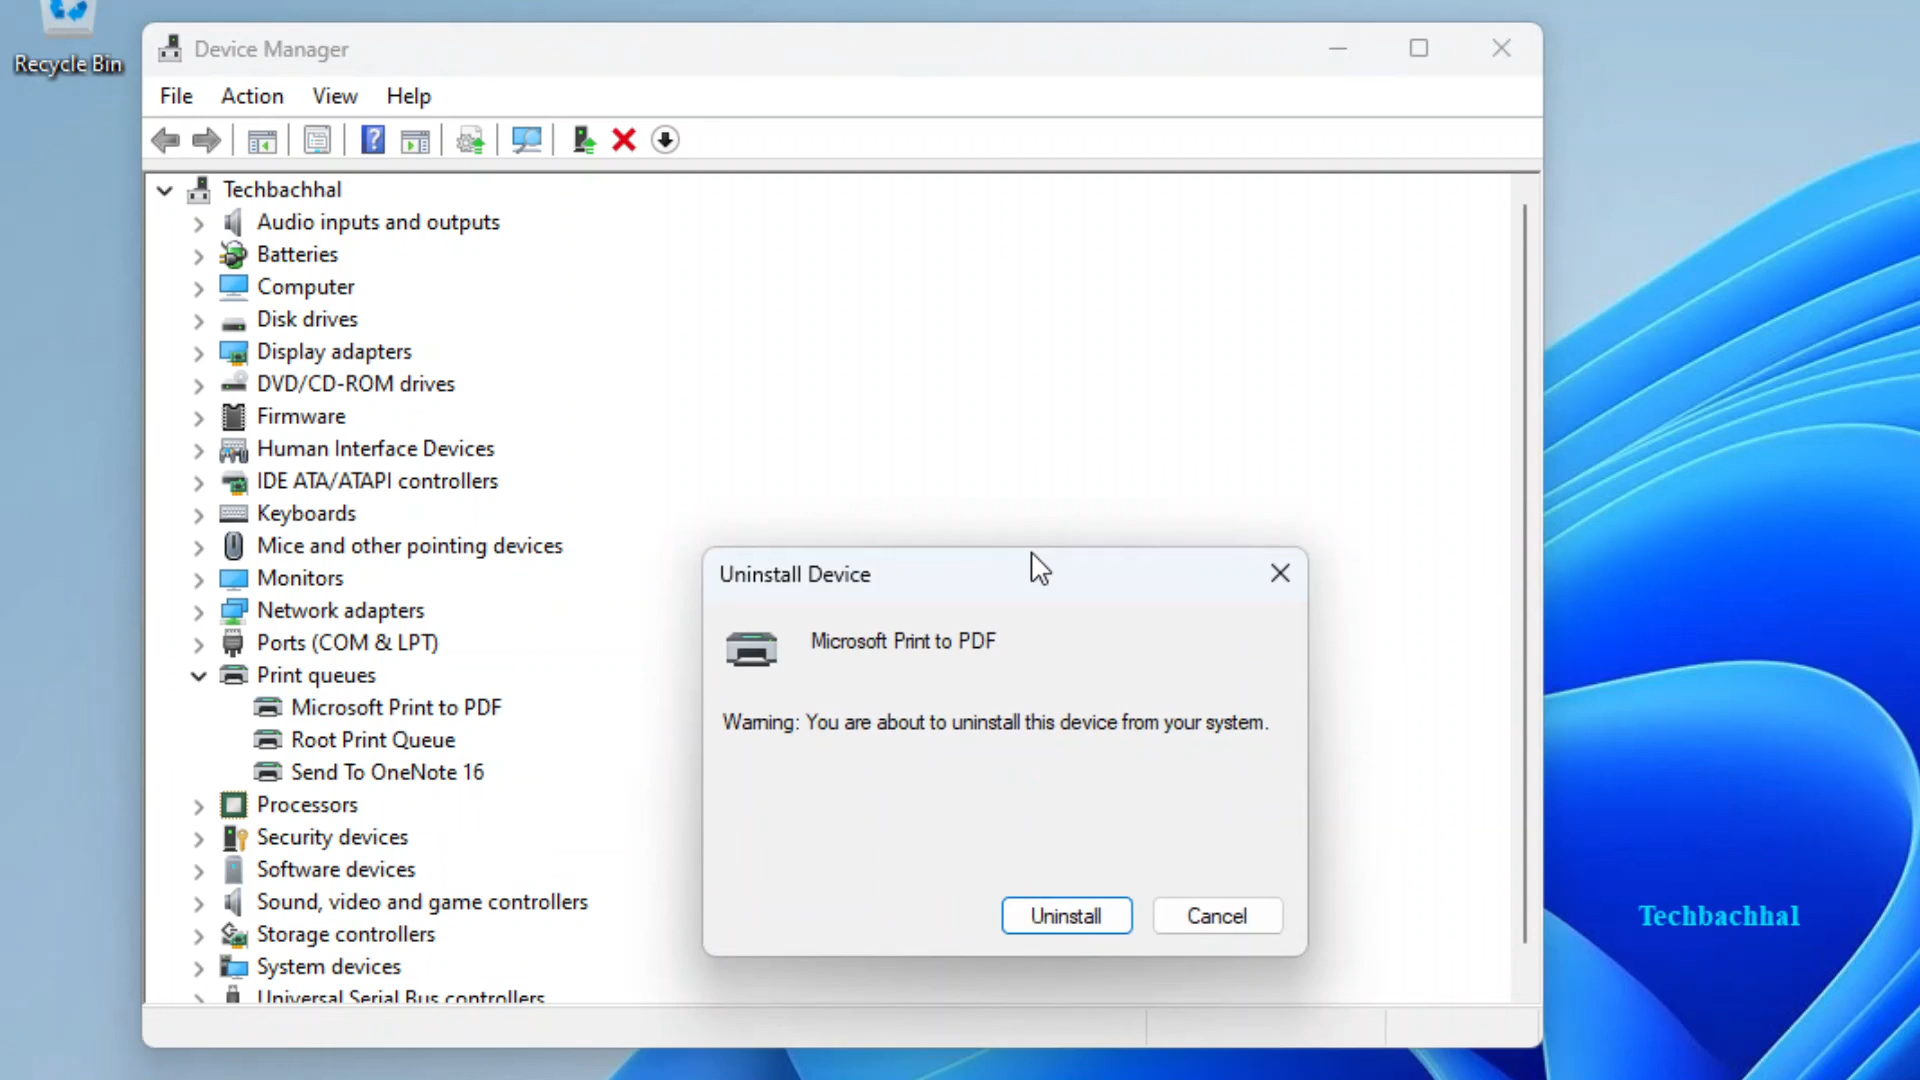 Recycle Bin
Device Manager
File Action View Help
Techbachhal
Audio inputs and outputs
Batteries
Computer
Disk drives
Display adapters
DVD/CD-ROM drives
Firmware
Human Interface Devices
IDE ATA/ATAPI controllers
Keyboards
Mice and other pointing devices
Monitors
Network adapters
Ports (COM & LPT)
Print queues
Microsoft Print to PDF
Root Print Queue
Send To OneNote 16
Processors
Security devices
Software devices
Sound, video and game controllers
Storage controllers
System devices
Universal Serial Bus controllers
Uninstall Device
Microsoft Print to PDF
Warning: You are about to uninstall this device from your system.
Uninstall Cancel
Techbachhal